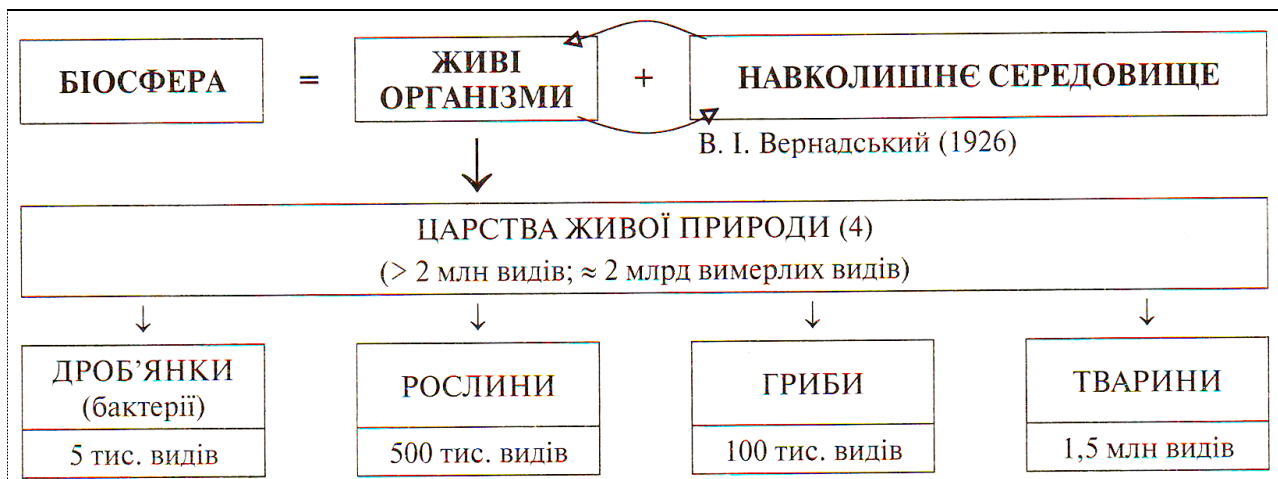 БІОСФЕРА = ЖИВІ ОРГАНІЗМИ + НАВКОЛИШНЄ СЕРЕДОВИЩЕ
В. І. Вернадський (1926)
ЦАРСТВА ЖИВОЇ ПРИРОДИ (4)
(> 2 млн видів; ≈ 2 млрд вимерлих видів)
ДРОБ’ЯНКИ
(бактерії)
5 тис. видів
РОСЛИНИ
500 тис. видів
ГРИБИ
100 тис. видів
ТВАРИНИ
1,5 млн видів